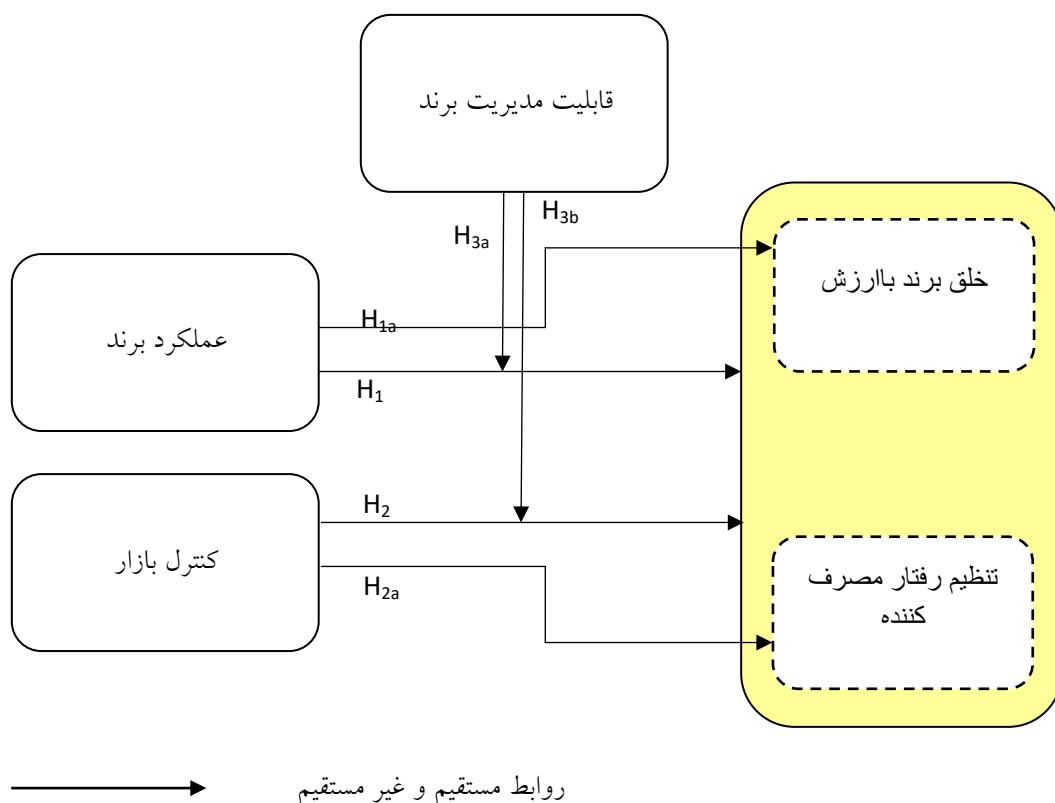 قابلیت مدیریت برند
H3b
H3a
خلق برند باارزش
H1a
عملکرد برند
H1
H2
کنترل بازار
H2a
تنظیم رفتار مصرف
کننده
روابط مستقیم و غیر مستقیم